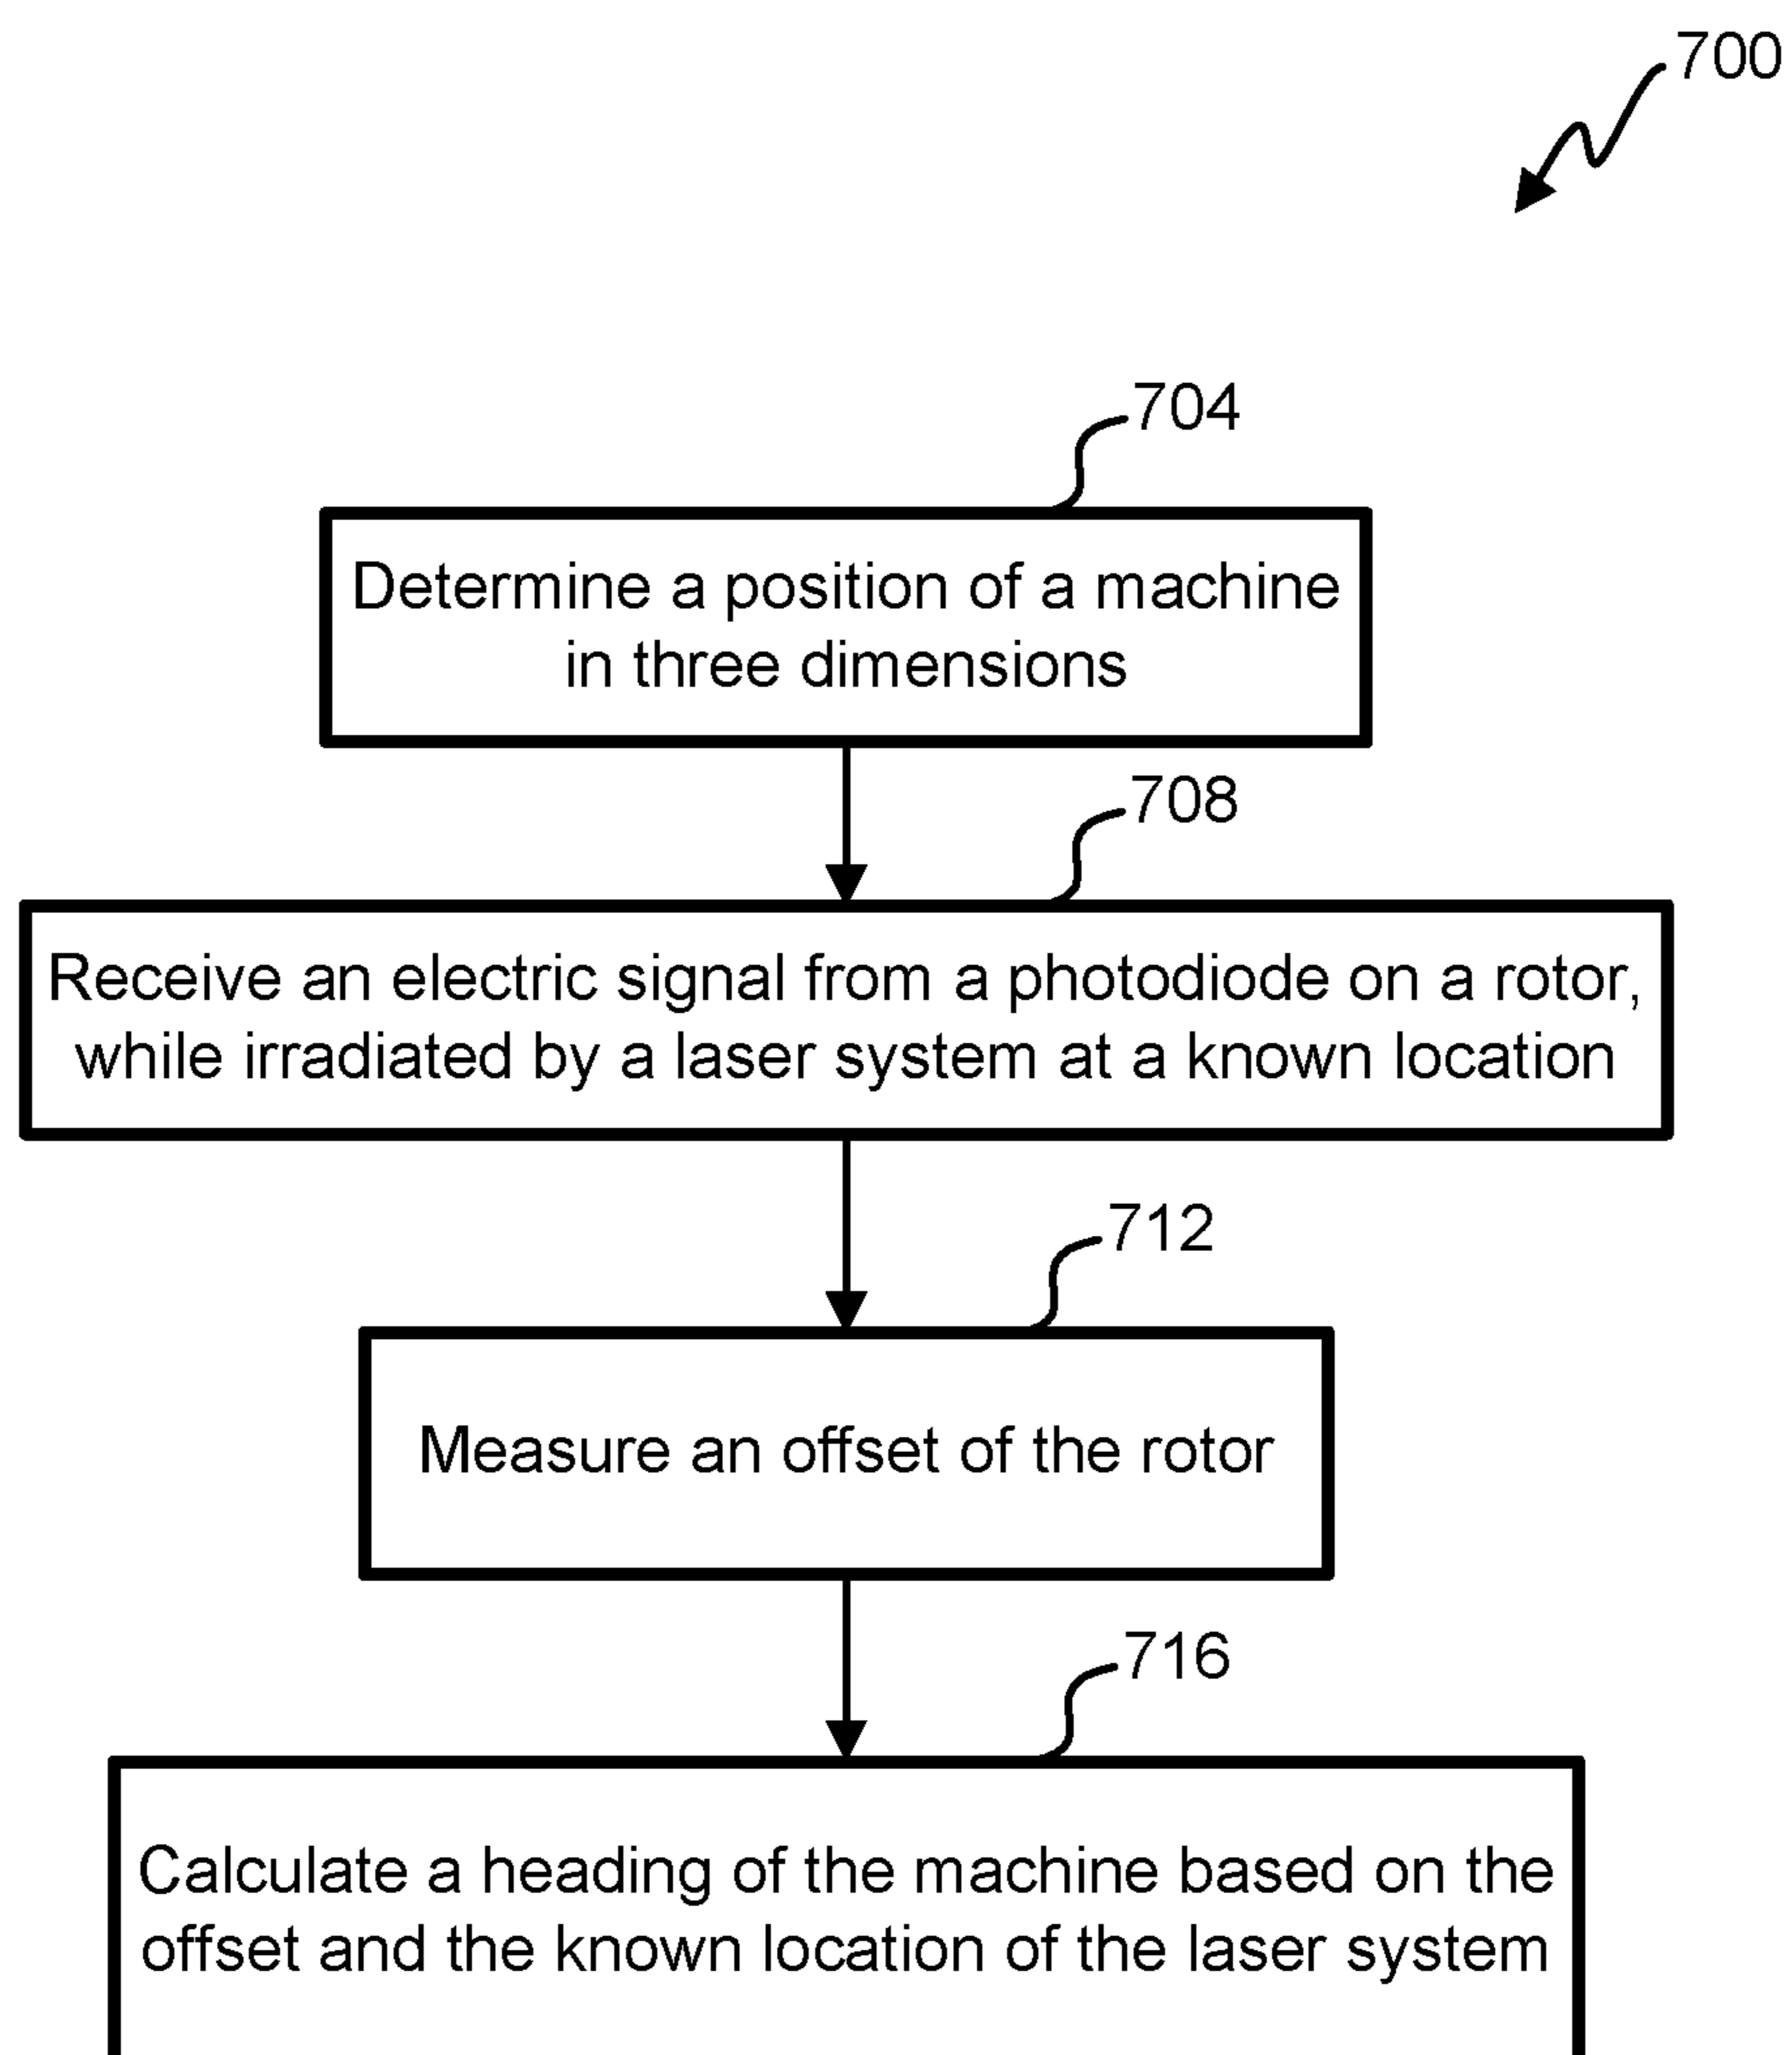 700
704
Determine a position of a machine
in three dimensions
708
Receive an electric signal from a photodiode on a rotor,
while irradiated by a laser system at a known location
712
Measure an offset of the rotor
716
Calculate a heading of the machine based on the
offset and the known location of the laser system